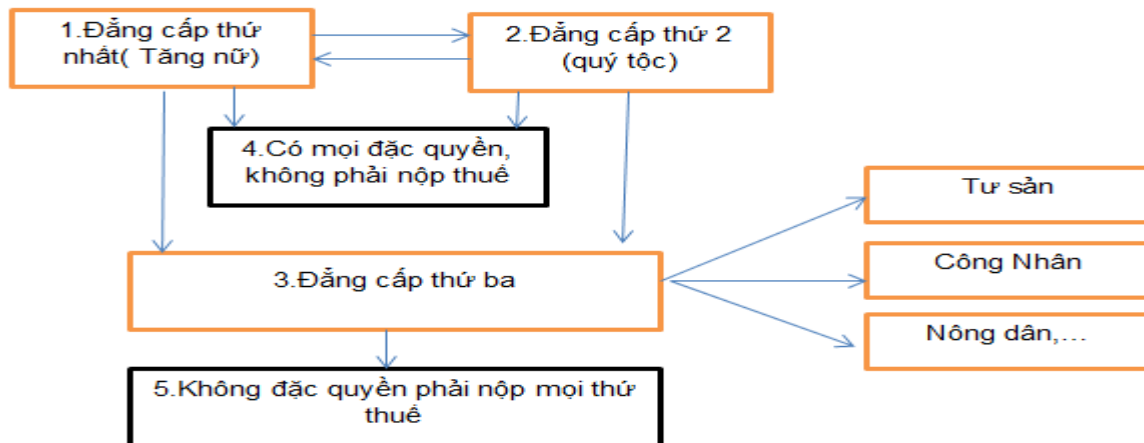 1.Đẳng cấp thứ
nhất( Tăng nữ)
2.Đẳng cấp thứ 2
(quý tộc)
4.Có mọi đặc quyền,
không phải nộp thuế
Tư sản
Công Nhân
3.Đẳng cấp thứ ba
Nông dân,...
5.Không đặc quyền phải nộp mọi thứ
thuế